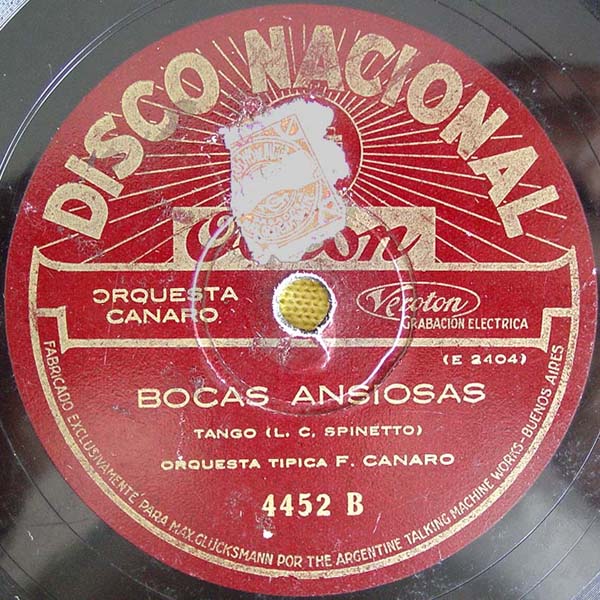 DISCO NACIONAL
ORQUESTA
CANARO
Veroton
GRABACIÓN ELECTRICA
(E 2404)
BOCAS ANSIOSAS
TANGO (L. C. SPINETTO)
ORQUESTA TIPICA F. CANARO
4452 B
FABRICADO EXCLUSIVAMENTE PARA MAX.GLÜCKSMANN POR THE ARGENTINE TALKING MACHINE WORKS-BUENOS AIRES